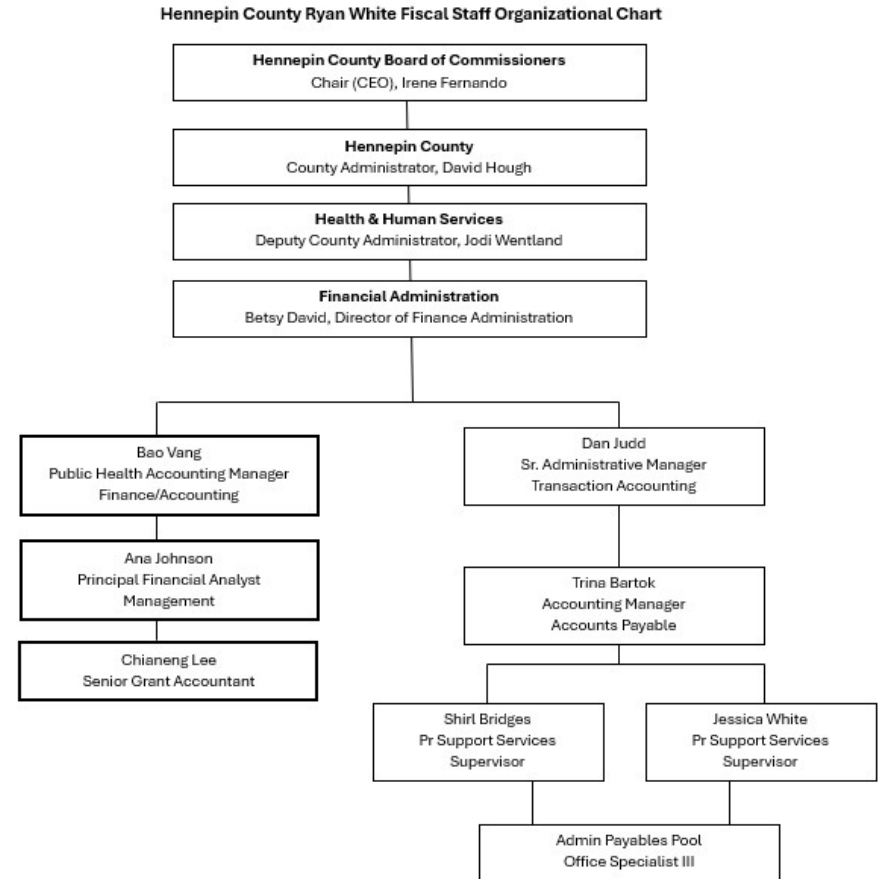 Hennepin County Ryan White Fiscal Staff Organizational Chart
Hennepin County Board of Commissioners
Chair (CEO), Irene Fernando
Hennepin County
County Administrator, David Hough
Health & Human Services
Deputy County Administrator, Jodi Wentland
Financial Administration
Betsy David, Director of Finance Administration
Bao Vang
Public Health Accounting Manager
Finance/Accounting
Dan Judd
Sr. Administrative Manager
Transaction Accounting
Ana Johnson
Principal Financial Analyst
Management
Trina Bartok
Accounting Manager
Accounts Payable
Chianeng Lee
Senior Grant Accountant
Shirl Bridges
Pr Support Services
Supervisor
Jessica White
Pr Support Services
Supervisor
Admin Payables Pool
Office Specialist III